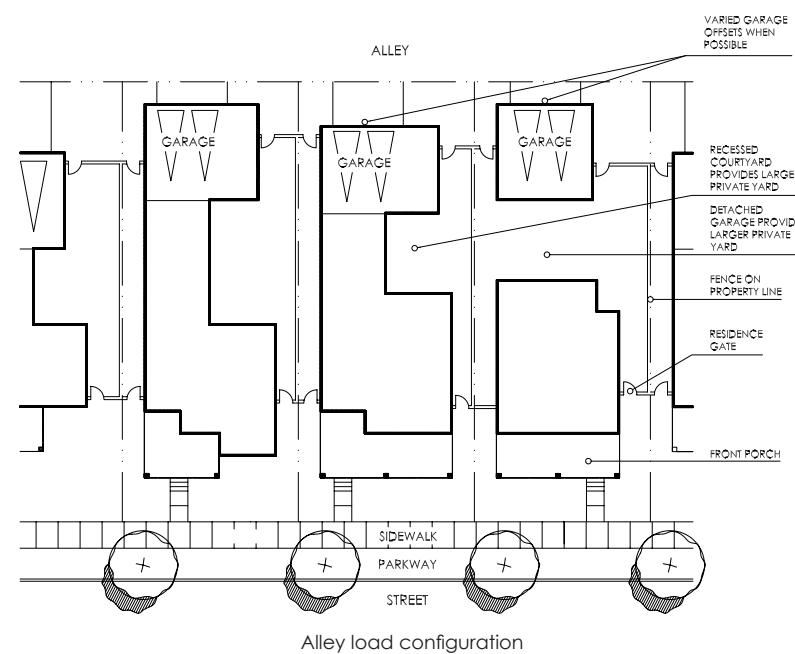 VARIED GARAGE
OFFSETS WHEN
POSSIBLE
ALLEY
GARAGE
GARAGE
GARAGE
RECESSED
COURTYARD
PROVIDES LARGE
PRIVATE YARD
DETACHED
GARAGE PROVID
LARGER PRIVATE
YARD
FENCE ON
PROPERTY LINE
RESIDENCE
GATE
FRONT PORCH
SIDEWALK
PARKWAY
STREET
Alley load configuration